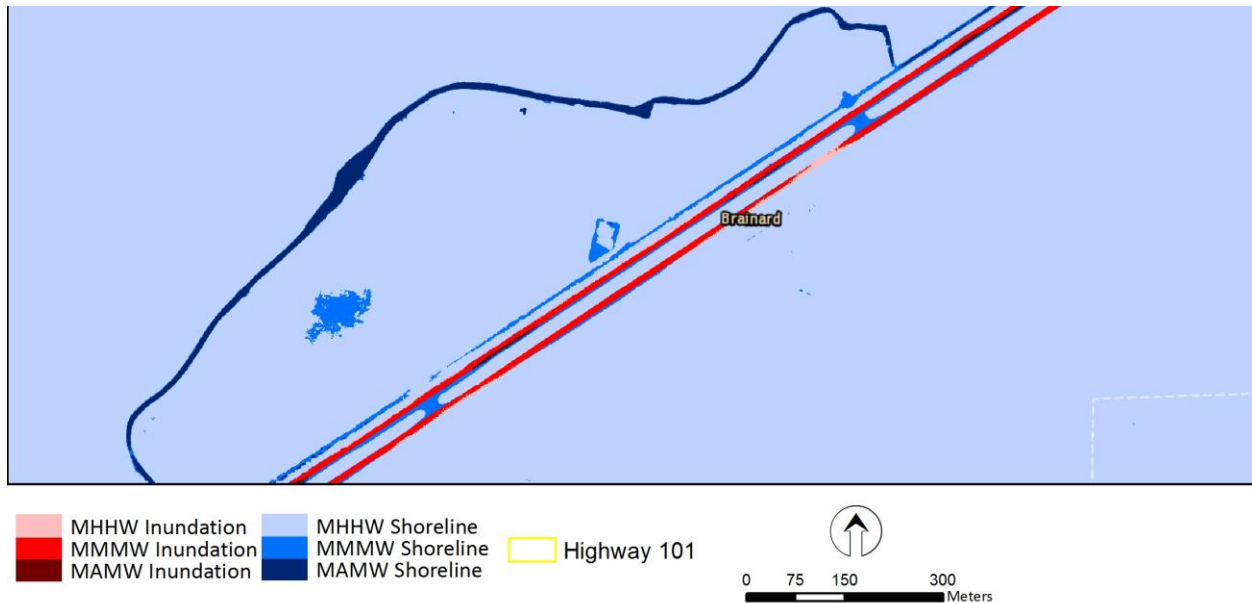 Brainard
MHHW Inundation
MMMW Inundation
MAMW Inundation
MHHW Shoreline
MMMW Shoreline
MAMW Shoreline
Highway 101
0 75 150 300
Meters